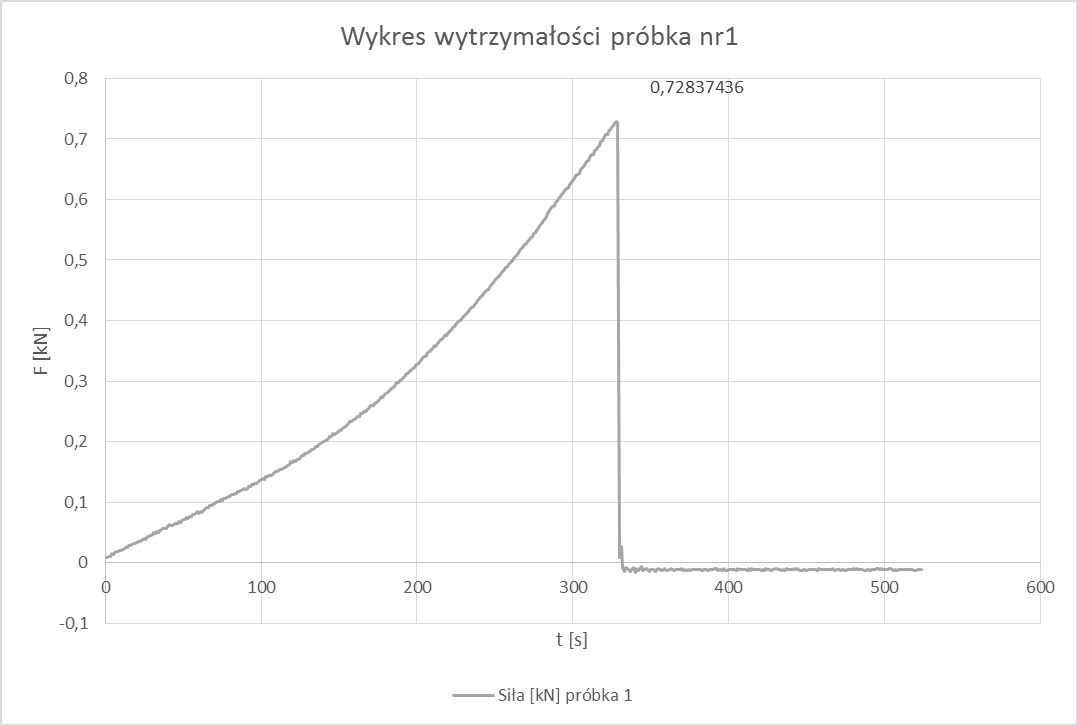 Wykres wytrzymałości próbka nr1
0,72837436
0,8
0,7
0,6
0,5
0,4
0,3
0,2
0,1
0
-0,1
F [kN]
0 100 200 300 400 500 600
t [s]
Siła [kN] próbka 1